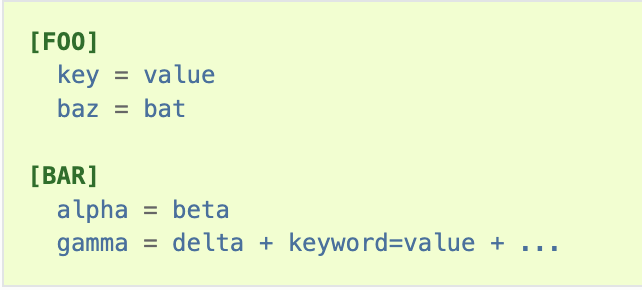 [FOO]
key = value
baz = bat
[BAR]
alpha = beta
gamma = delta + keyword=value + ...